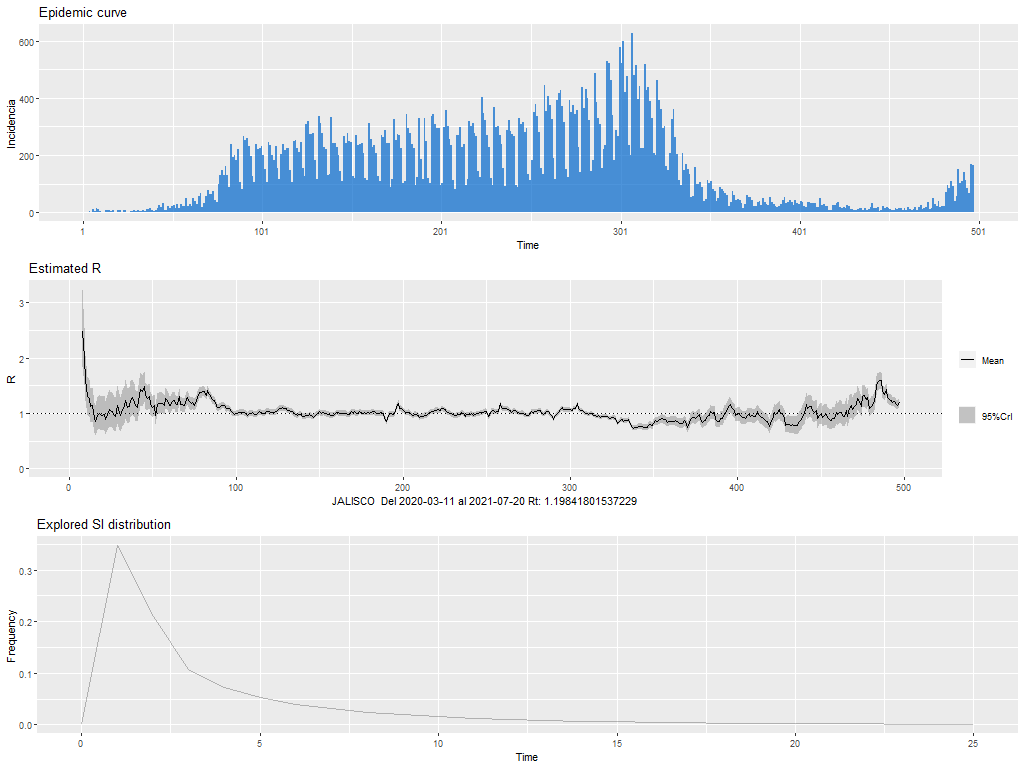 Epidemic curve
Incidencia
600
400
200
0
1 101 201 301 401 501
Time
Estimated R
R
3
2
1
0
Mean
95%CrI
0 100 200 300 400 500
JALISCO Del 2020-03-11 al 2021-07-20 Rt: 1.19841801537229
Explored SI distribution
Frequency
0.3
0.2
0.1
0.0
0 5 10 15 20 25
Time